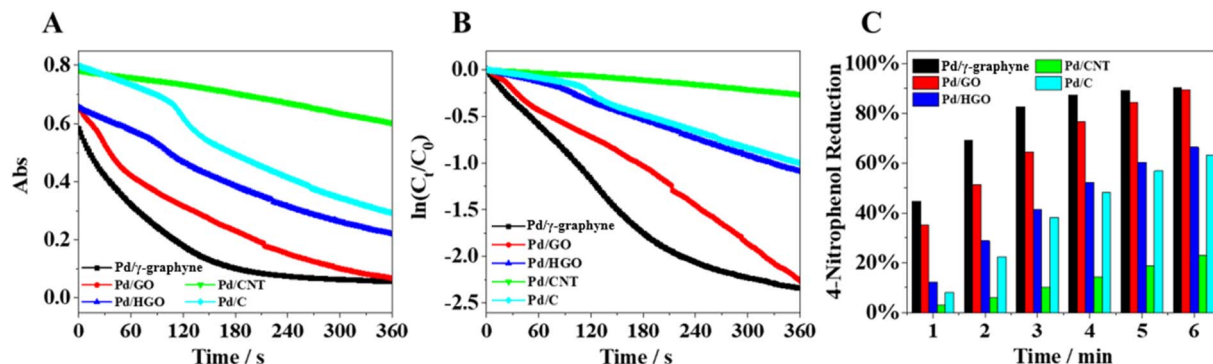 A
Abs
0.8
0.6
0.4
0.2
0.0
Pd/γ-graphyne
Pd/GO Pd/CNT
Pd/HGO Pd/C
0 60 120 180 240 300 360
Time / s
B
ln(Ct/C0)
0.0
-0.5
-1.0
-1.5
-2.0
-2.5
Pd/γ-graphyne
Pd/GO
Pd/HGO
Pd/CNT
Pd/C
0 60 120 180 240 300 360
Time / s
C
4-Nitrophenol Reduction
100%
80%
60%
40%
20%
0%
Pd/γ-graphyne Pd/CNT
Pd/GO Pd/C
Pd/HGO
1 2 3 4 5 6
Time / min